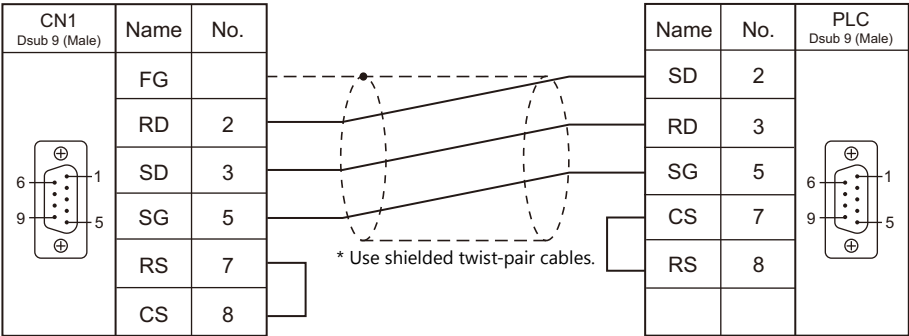 CN1
Dsub 9 (Male)
Name No.
FG
RD 2
SD 3
SG 5
RS 7
CS 8
6 1
9 5
* Use shielded twist-pair cables.
Name No.
PLC
Dsub 9 (Male)
SD 2
RD 3
SG 5
CS 7
RS 8
6 1
9 5